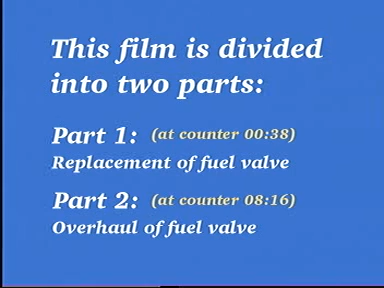 This film is divided
into two parts:
Part 1: (at counter 00:38)
Replacement of fuel valve
Part 2: (at counter 08:16)
Overhaul of fuel valve